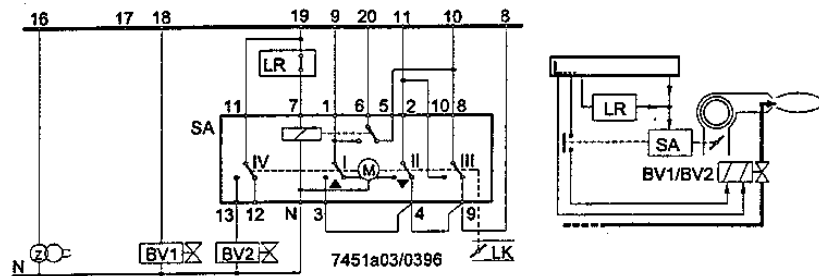 16 17 18 19 9 20 11 10 8
LR
11 7 1 6 5 2 10 8
SA
IV I M II III
13 12 N 3 4 9
Z BV1 BV2 7451a03/0396 LK
N
L
LR
SA
BV1/BV2